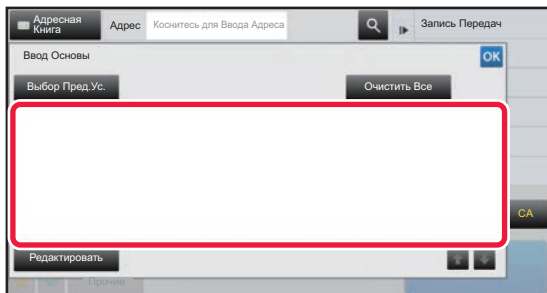 Адресная Книга
Адрес
Коснитесь для Ввода Адреса
Запись Передач
Ввод Основы
OK
Выбор Пред.Ус.
Очистить Все
CA
Редактировать
Прочие